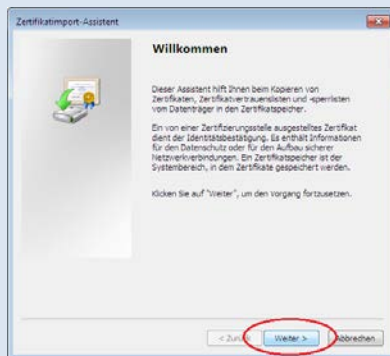 Zertifikatimport-Assistent
Willkommen
Dieser Assistent hilft Ihnen beim Kopieren von
Zertifikaten, Zertifikatvertrauenslisten und -sperrlisten
vom Datenträger in den Zertifikatspeicher.
Ein von einer Zertifizierungsstelle ausgestelltes Zertifikat
dient der Identitätsbestätigung. Es enthält Informationen
für den Datenschutz oder für den Aufbau sicherer
Netzwerkverbindungen. Ein Zertifikatspeicher ist der
Systembereich, in dem Zertifikate gespeichert werden.
Klicken Sie auf "Weiter", um den Vorgang fortzusetzen.
< Zurück Weiter > Abbrechen